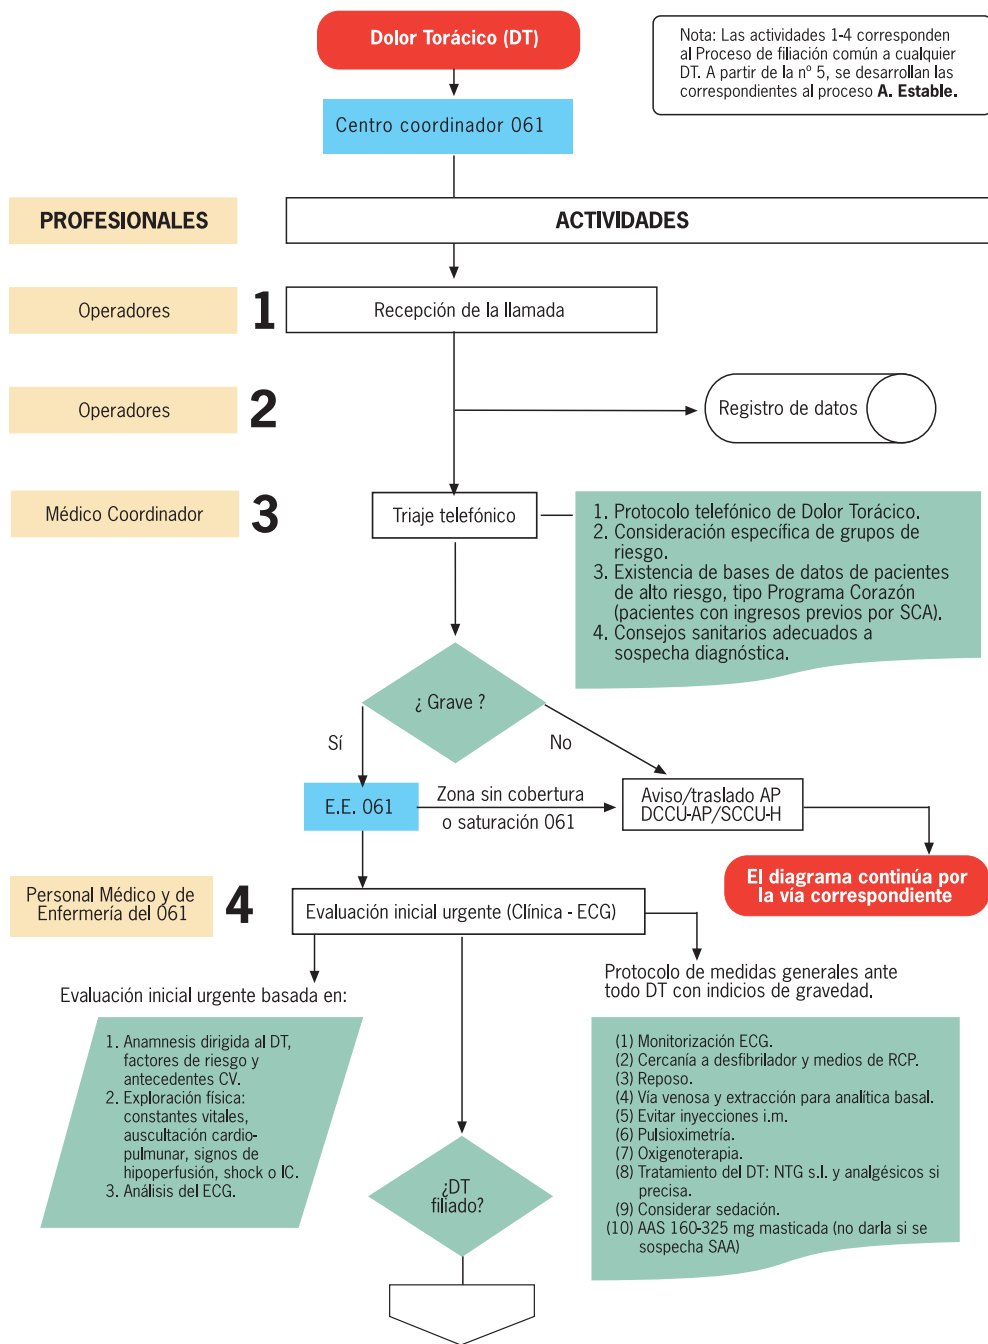 Dolor Torácico (DT)
Nota: Las actividades 1-4 corresponden
al Proceso de filiación común a cualquier
DT. A partir de la nº 5, se desarrollan las
correspondientes al proceso A. Estable.
Centro coordinador 061
PROFESIONALES
ACTIVIDADES
Operadores
1
Recepción de la llamada
Operadores
2
Registro de datos
Médico Coordinador
3
Triaje telefónico
1. Protocolo telefónico de Dolor Torácico.
2. Consideración específica de grupos de
riesgo.
3. Existencia de bases de datos de pacientes
de alto riesgo, tipo Programa Corazón
(pacientes con ingresos previos por SCA).
4. Consejos sanitarios adecuados a
sospecha diagnóstica.
¿ Grave ?
Sí
No
E.E. 061
Zona sin cobertura
o saturación 061
Aviso/traslado AP
DCCU-AP/SCCU-H
El diagrama continúa por
la vía correspondiente
Personal Médico y de
Enfermería del 061
4
Evaluación inicial urgente (Clínica - ECG)
Evaluación inicial urgente basada en:
Protocolo de medidas generales ante
todo DT con indicios de gravedad.
1. Anamnesis dirigida al DT,
factores de riesgo y
antecedentes CV.
2. Exploración física:
constantes vitales,
auscultación cardio-
pulmunar, signos de
hipoperfusión, shock o IC.
3. Análisis del ECG.
(1) Monitorización ECG.
(2) Cercanía a desfibrilador y medios de RCP.
(3) Reposo.
(4) Vía venosa y extracción para analítica basal.
(5) Evitar inyecciones i.m.
(6) Pulsioximetría.
(7) Oxigenoterapia.
(8) Tratamiento del DT: NTG s.l. y analgésicos si
precisa.
(9) Considerar sedación.
(10) AAS 160-325 mg masticada (no darla si se
sospecha SAA)
¿DT
filiado?